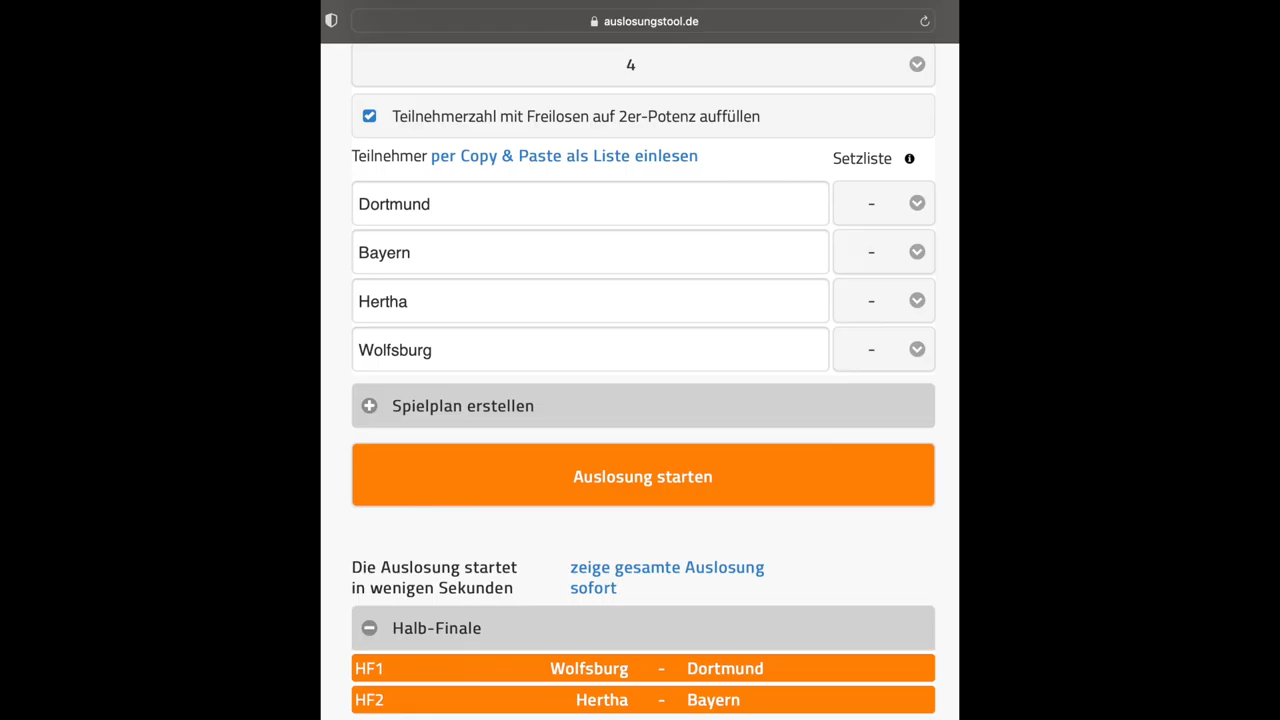 auslosungstool.de
4
Teilnehmerzahl mit Freilosen auf 2er-Potenz auffüllen
Teilnehmer per Copy & Paste als Liste einlesen Setzliste
Dortmund -
Bayern -
Hertha -
Wolfsburg -
Spielplan erstellen
Auslosung starten
Die Auslosung startet zeige gesamte Auslosung
in wenigen Sekunden sofort
Halb-Finale
HF1 Wolfsburg - Dortmund
HF2 Hertha - Bayern